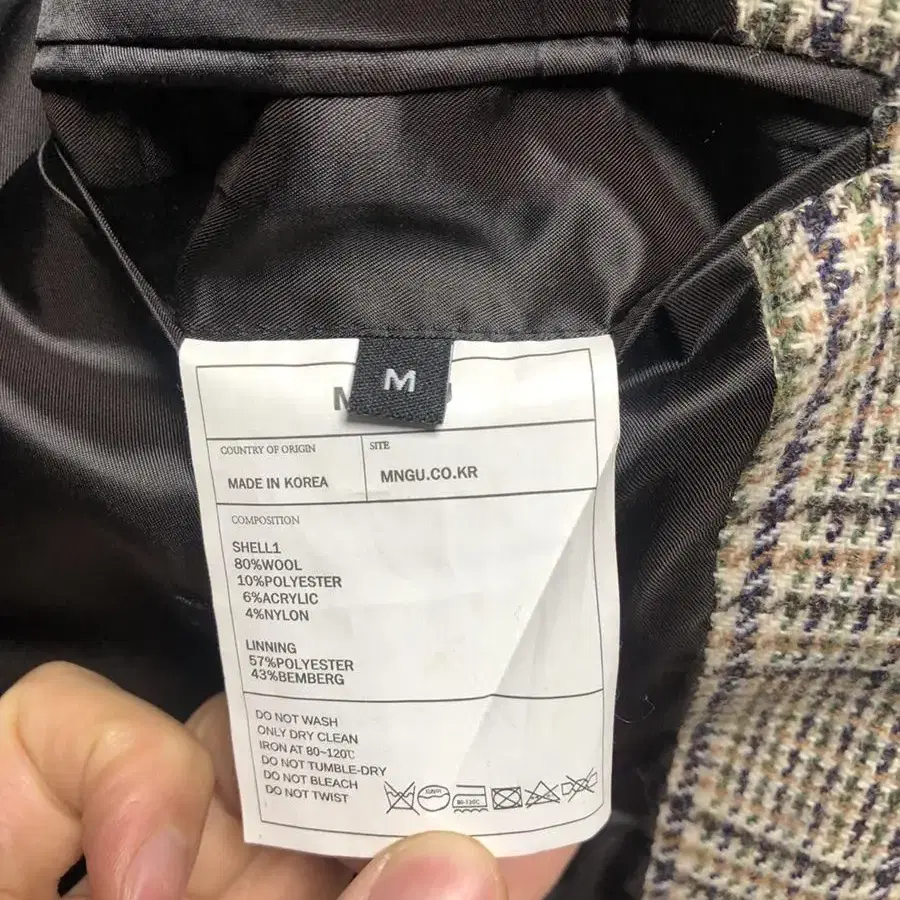 M
COUNTRY OF ORIGIN
MADE IN KOREA
SITE
MNGU.CO.KR
COMPOSITION
SHELL1
80%WOOL
10%POLYESTER
6%ACRYLIC
4%NYLON
LINNING
57%POLYESTER
43%BEMBERG
DO NOT WASH
ONLY DRY CLEAN
IRON AT 80~120℃
DO NOT TUMBLE-DRY
DO NOT BLEACH
DO NOT TWIST
80-120C